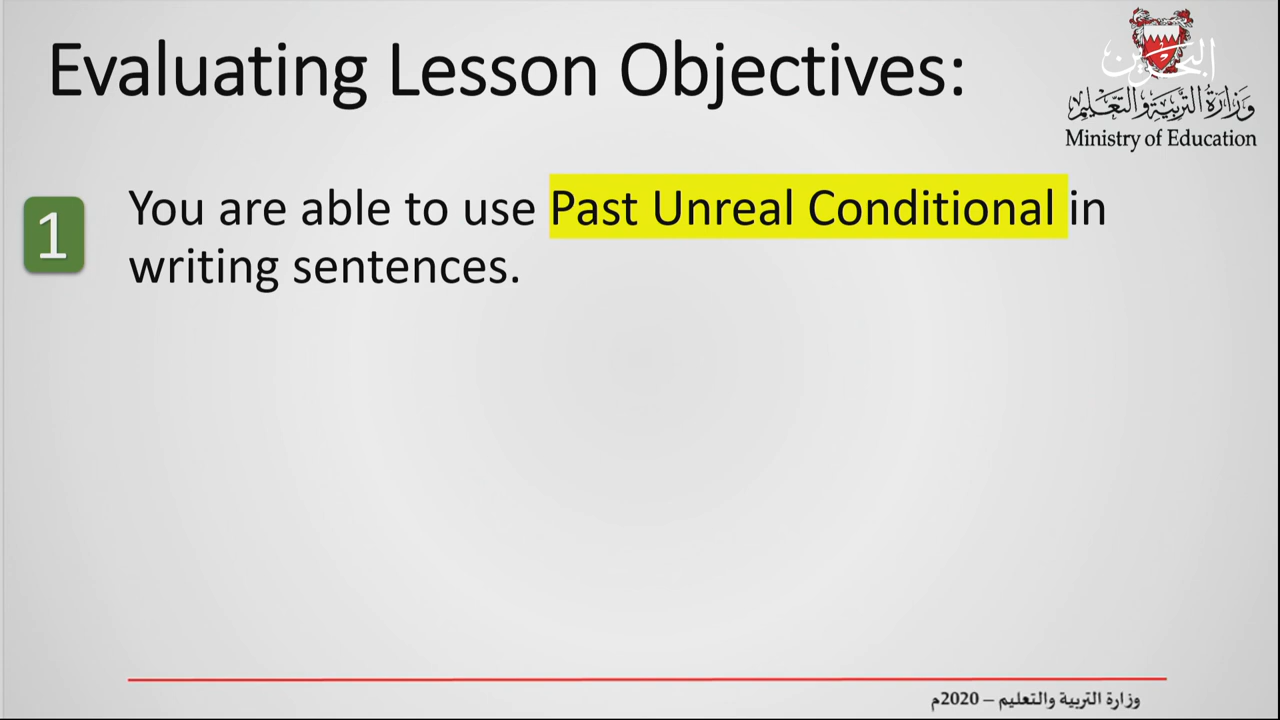 Evaluating Lesson Objectives:
البحرين
وزارة التربية والتعليم
Ministry of Education
1
You are able to use Past Unreal Conditional in
writing sentences.
وزارة التربية والتعليم – 2020م